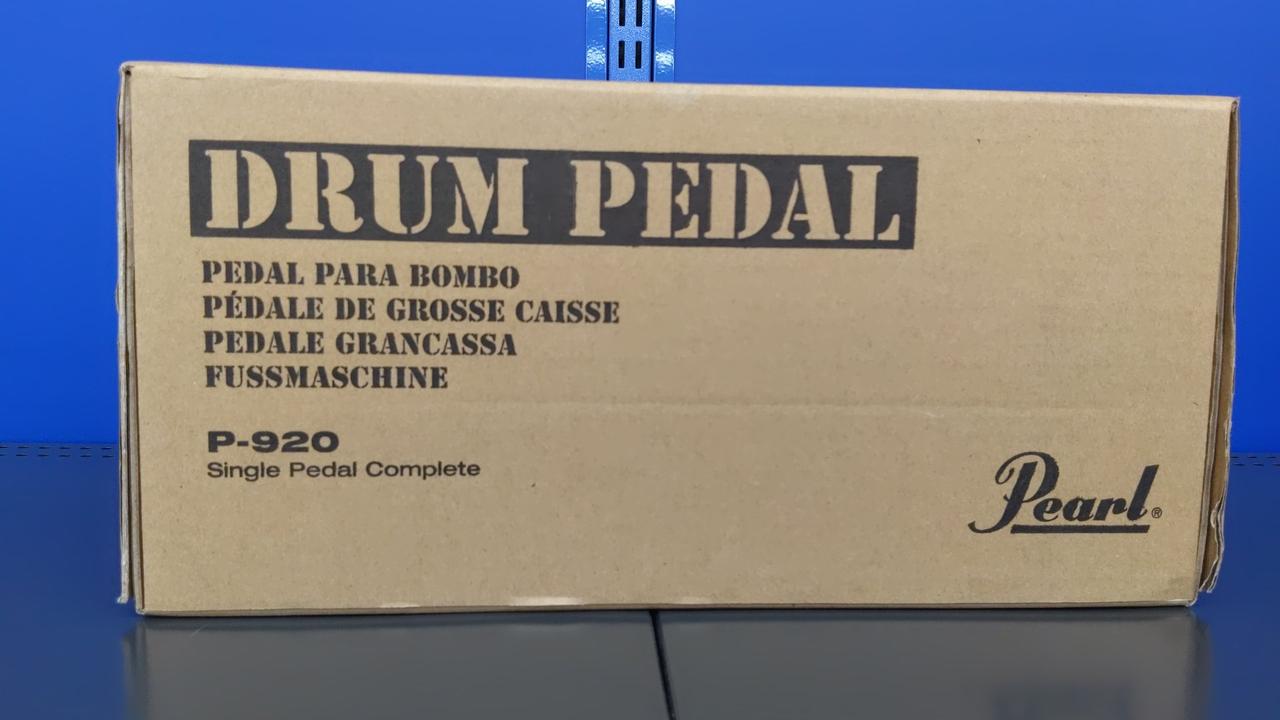 DRUM PEDAL
PEDAL PARA BOMBO
PÉDALE DE GROSSE CAISSE
PEDALE GRANCASSA
FUSSMASCHINE
P-920
Single Pedal Complete
Pearl®